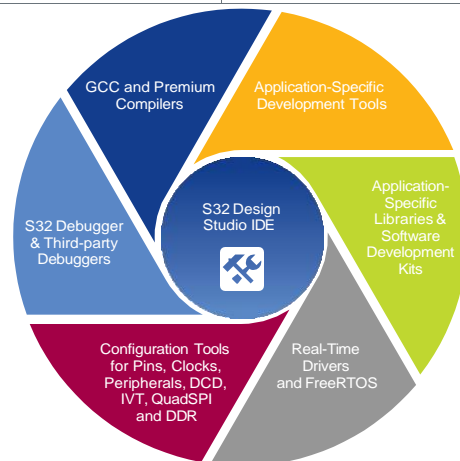 GCC and Premium
Compilers
Application-Specific
Development Tools
Application-
Specific
Libraries &
Software
Development
Kits
S32 Design
Studio IDE
S32 Debugger
& Third-party
Debuggers
Configuration Tools
for Pins, Clocks,
Peripherals, DCD,
IVT, QuadSPI
and DDR
Real-Time
Drivers
and FreeRTOS